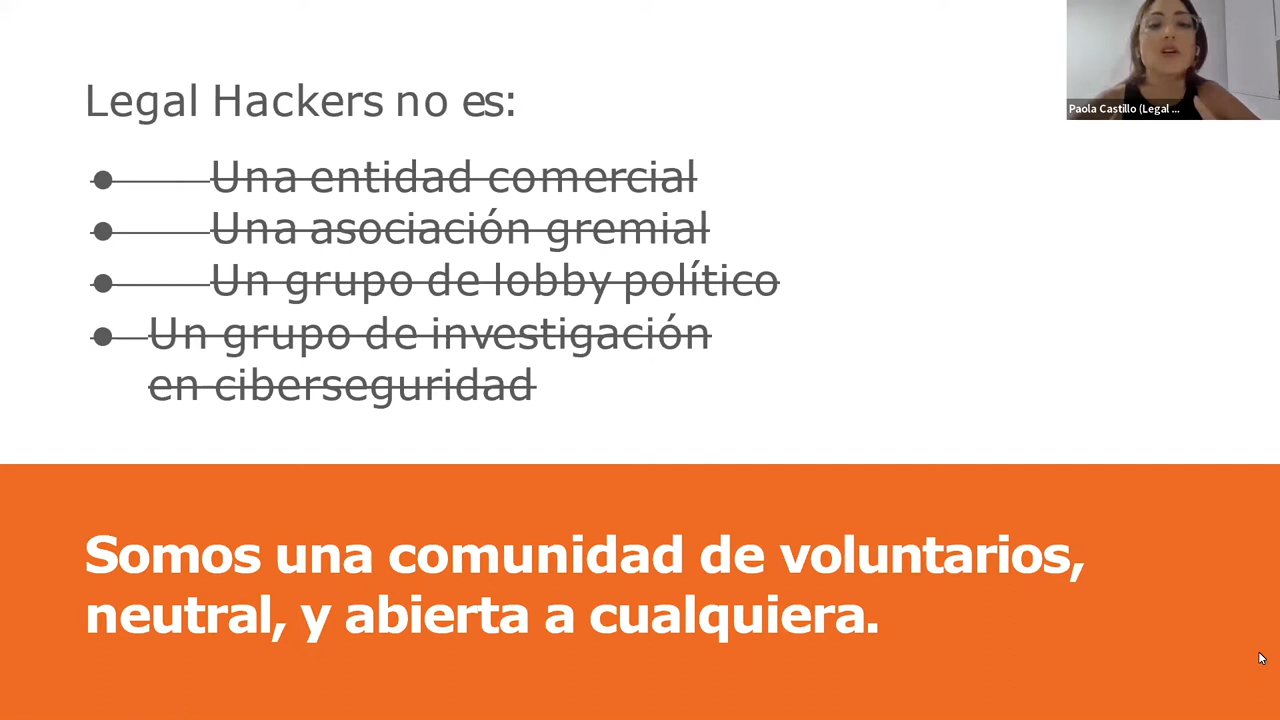 Legal Hackers no es:
● Una entidad comercial
● Una asociación gremial
● Un grupo de lobby político
● Un grupo de investigación
en ciberseguridad
Somos una comunidad de voluntarios,
neutral, y abierta a cualquiera.
Paola Castillo (Legal ...